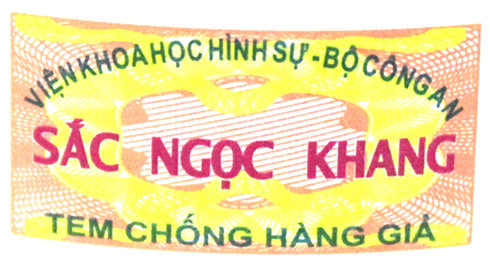 VIỆN KHOA HỌC HÌNH SỰ - BỘ CÔNG AN
SẮC NGỌC KHANG
TEM CHỐNG HÀNG GIẢ